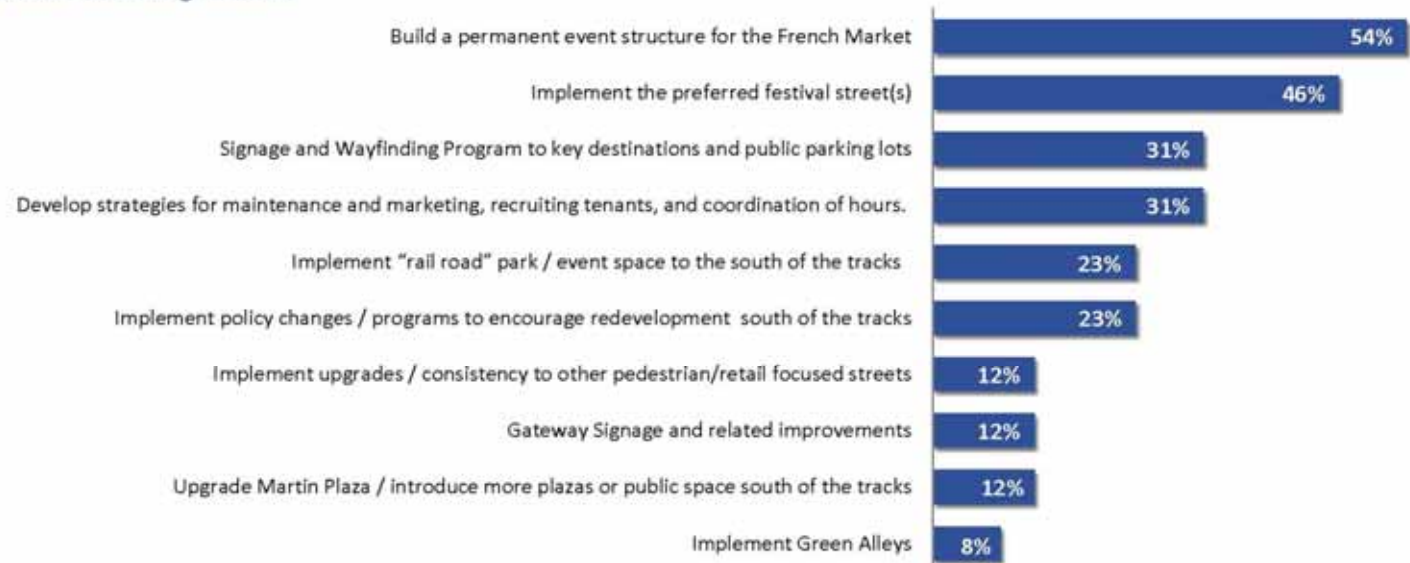 Build a permanent event structure for the French Market 54%
Implement the preferred festival street(s) 46%
Signage and Wayfinding Program to key destinations and public parking lots 31%
Develop strategies for maintenance and marketing, recruiting tenants, and coordination of hours. 31%
Implement “rail road” park / event space to the south of the tracks 23%
Implement policy changes / programs to encourage redevelopment south of the tracks 23%
Implement upgrades / consistency to other pedestrian/retail focused streets 12%
Gateway Signage and related improvements 12%
Upgrade Martin Plaza / introduce more plazas or public space south of the tracks 12%
Implement Green Alleys 8%